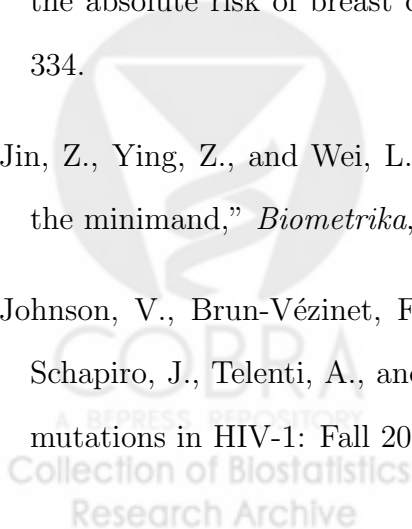 the absolute risk of breast
334.
Jin, Z., Ying, Z., and Wei, L.
the minimand,” Biometrika,
Johnson, V., Brun-Vézinet, F
COBRA
Schapiro, J., Telenti, A., and
A BEPRESS REPOSITORY
mutations in HIV-1: Fall 20
Collection of Biostatistics
Research Archive